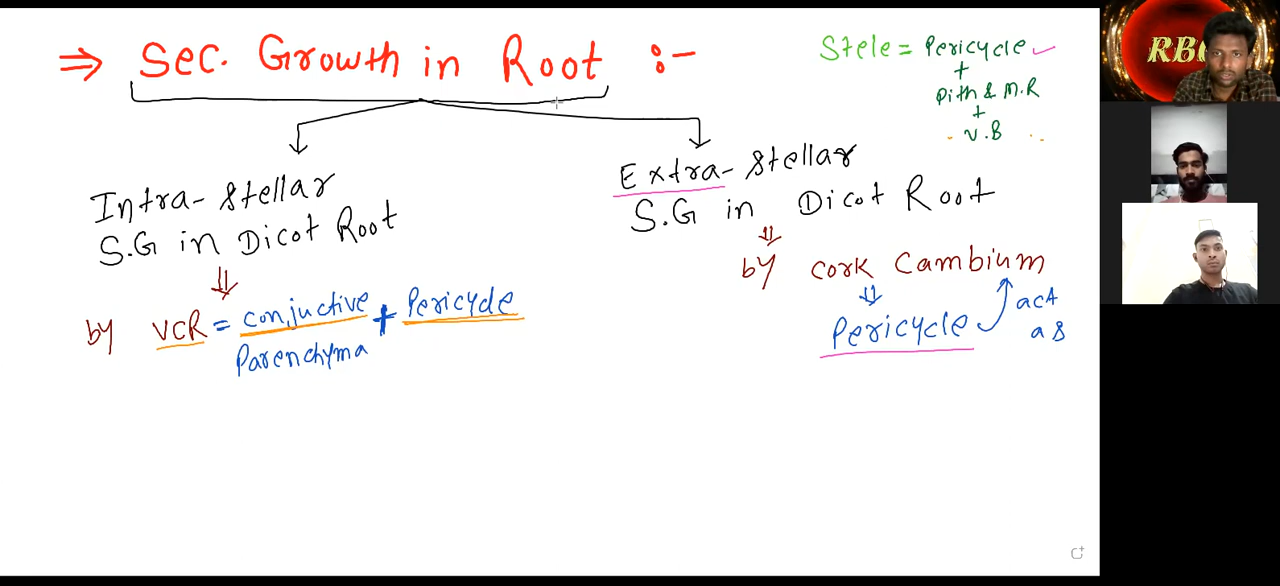 ⇒ Sec. Growth in Root :-
Stele = Pericycle ✓
+
Pith & M.R
+
V.B
Intra-Stellar
S.G in Dicot Root
⇓
by VCR = conjuctive + Pericycle
Parenchyma
Extra-Stellar
S.G in Dicot Root
⇓
by cork cambium
⇓
Pericycle
act
as
RB